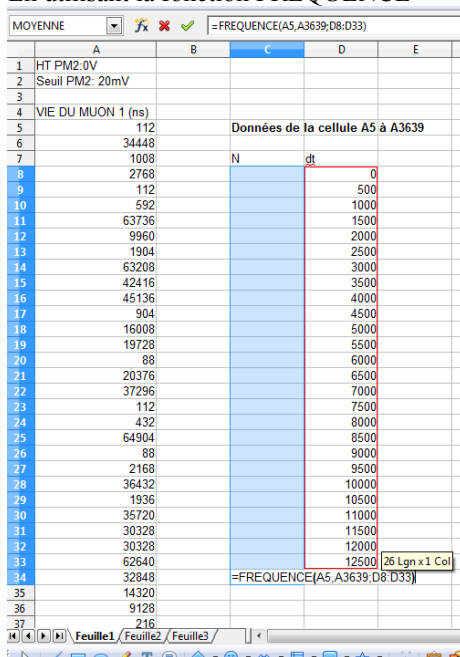 En utilisant la fonction FREQUENCE
MOYENNE =FREQUENCE(A5,A3639;D8:D33)
A B C D E
1 HT PM2:0V
2 Seuil PM2: 20mV
3
4 VIE DU MUON 1 (ns)
5 112 Données de la cellule A5 à A3639
6 34448
7 1008 N dt
8 2768 0
9 112 500
10 592 1000
11 63736 1500
12 9960 2000
13 1904 2500
14 63208 3000
15 42416 3500
16 45136 4000
17 904 4500
18 16008 5000
19 19728 5500
20 88 6000
21 20376 6500
22 37296 7000
23 112 7500
24 432 8000
25 64904 8500
26 88 9000
27 2168 9500
28 36432 10000
29 1936 10500
30 35720 11000
31 30328 11500
32 30328 12000
33 62640 12500 26 Lgn x 1 Col
34 32848 =FREQUENCE(A5,A3639;D8:D33)
35 14320
36 9128
37 216
Feuille1 Feuille2 Feuille3